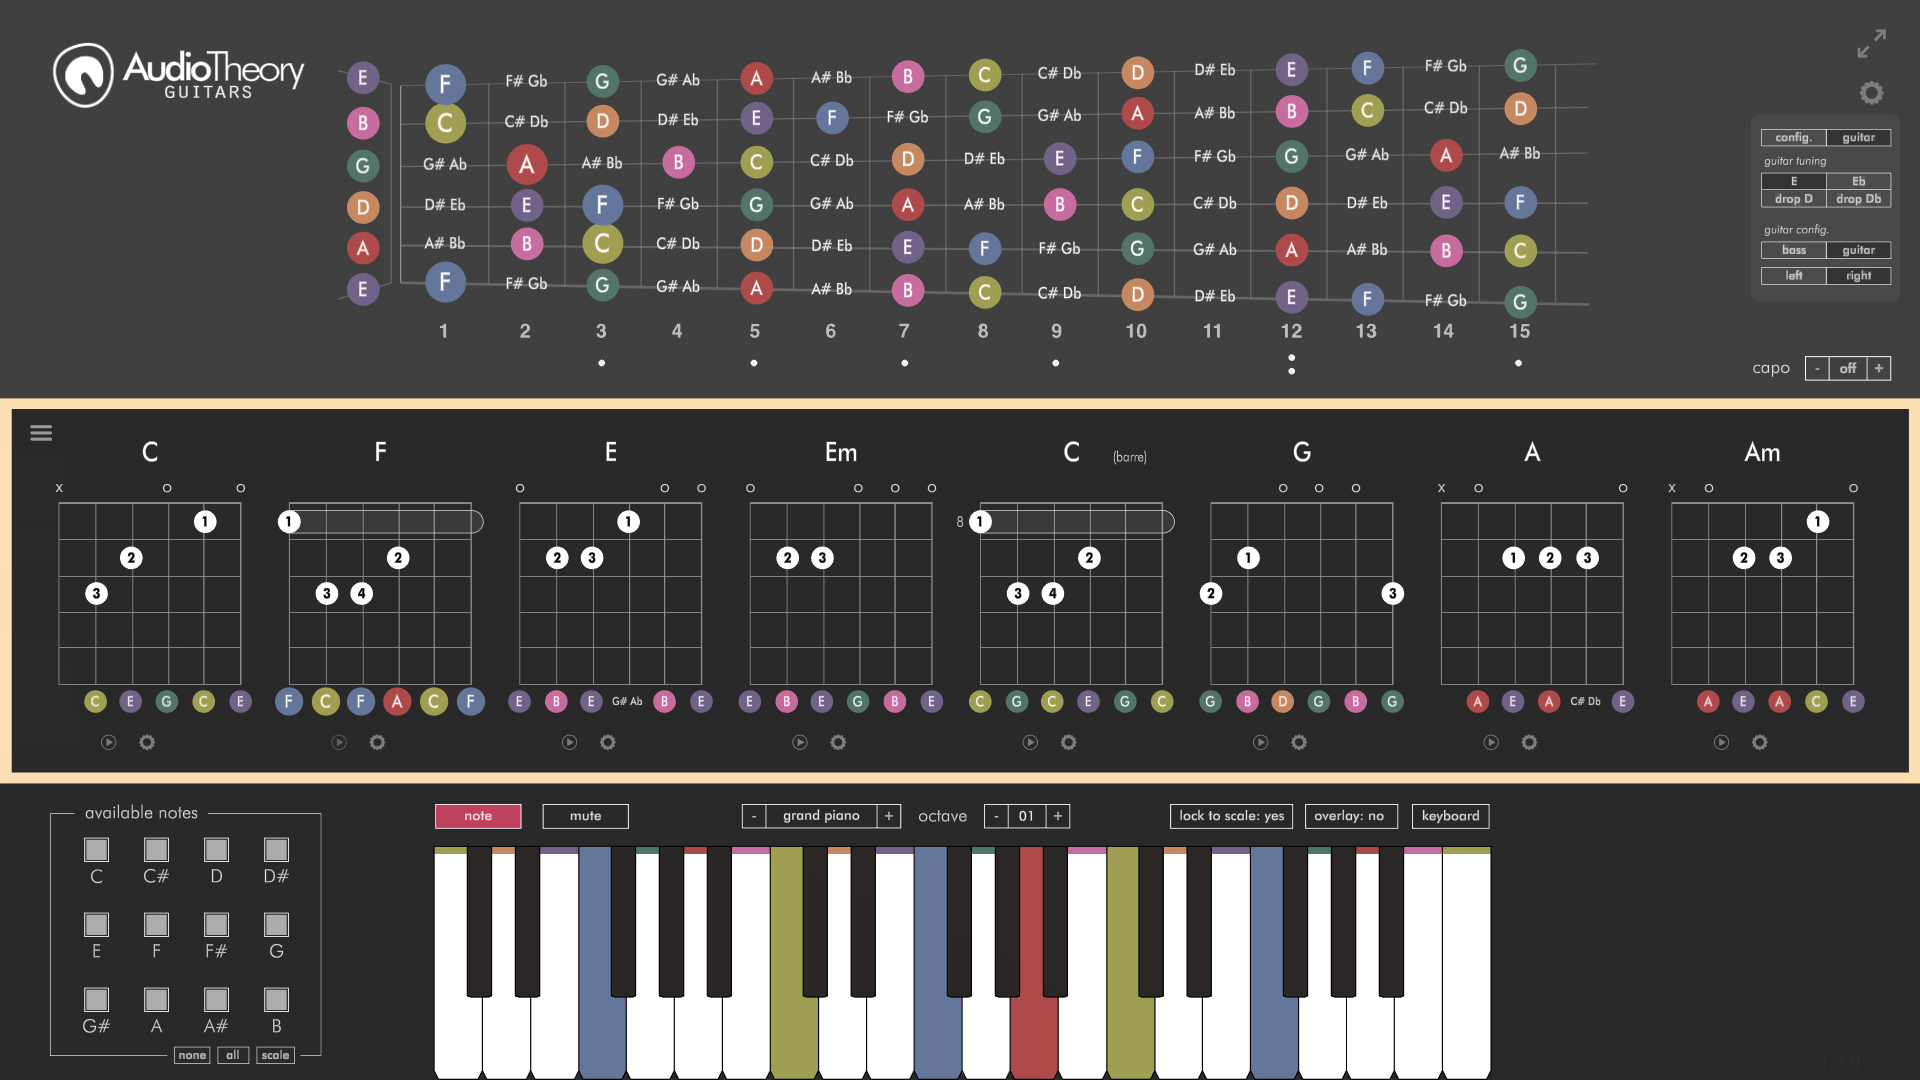 AudioTheory
GUITARS
E F F# Gb G G# Ab A A# Bb B C C# Db D D# Eb E F F# Gb G
B C C# Db D D# Eb E F F# Gb G G# Ab A A# Bb B C C# Db D
G G# Ab A A# Bb B C C# Db D D# Eb E F F# Gb G G# Ab A A# Bb
D D# Eb E F F# Gb G G# Ab A A# Bb B C C# Db D D# Eb E F
A A# Bb B C C# Db D D# Eb E F F# Gb G G# Ab A A# Bb B C
E F F# Gb G G# Ab A A# Bb B C C# Db D D# Eb E F F# Gb G
1 2 3 4 5 6 7 8 9 10 11 12 13 14 15
config. guitar
guitar tuning
E Eb
drop D drop Db
guitar config.
bass guitar
left right
capo - off +
C F E Em C (barre) G A Am
x o o o o o o o o o o o o x o o x o o
1 1 1 8 1 1
2 2 2 3 2 3 2 1 1 2 3 2 3
3 3 4 3 4 2 3
C E G C E F C F A C F E B E G# Ab B E E B E G B E C G C E G C G B D G B G A E A C# Db E A E A C E
available notes
C C# D D#
E F F# G
G# A A# B
none all scale
note mute - grand piano + octave - 01 + lock to scale: yes overlay: no keyboard
1.7.0